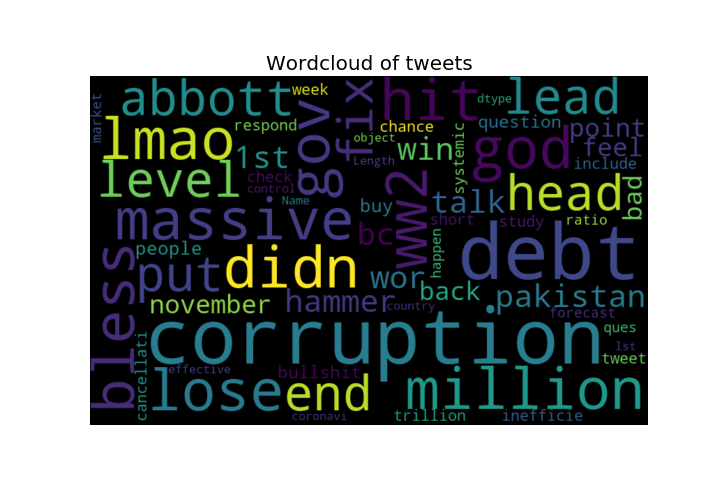 Wordcloud of tweets
abbott
week
gov
fix
hit
dtype
lead
market
lmao
respond
chance
object
question
point
1st
win
systemic
god
feel
Length
include
level
check
control
Name
ww2
talk
head
bad
massive
buy
short
study
ratio
people
bc
happen
debt
bless
put
didn
wor
back
pakistan
november
hammer
country
forecast
corruption
ques
lst
tweet
cancellati
effective
bullshit
lose
end
million
coronavi
trillion
inefficie